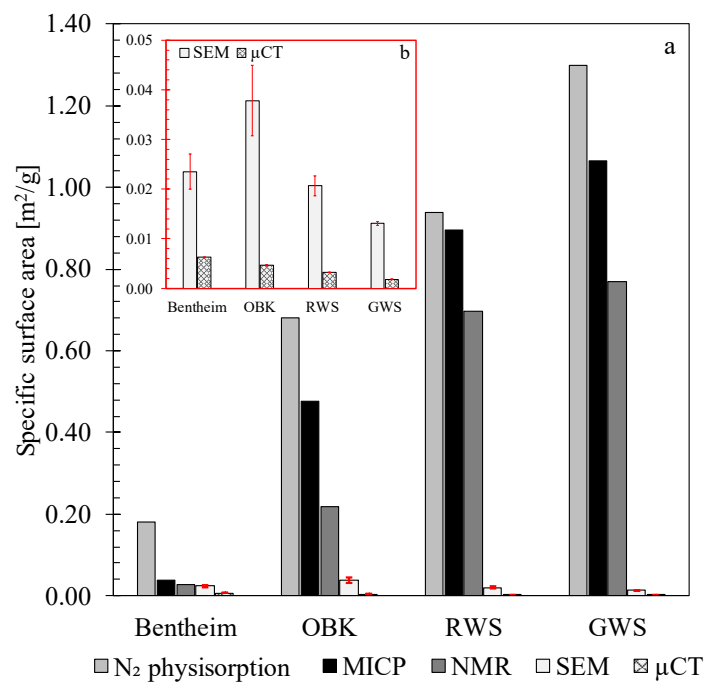 1.40
1.20
1.00
0.80
0.60
0.40
0.20
0.00
Specific surface area [m²/g]
a
0.05
0.04
0.03
0.02
0.01
0.00
SEM µCT
b
Bentheim OBK RWS GWS
Bentheim OBK RWS GWS
N₂ physisorption MICP NMR SEM µCT